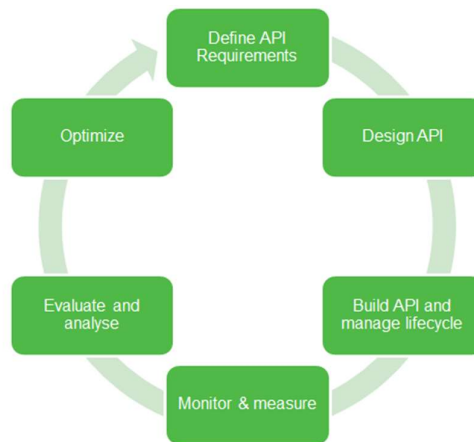 Define API
Requirements
Design API
Build API and
manage lifecycle
Monitor & measure
Evaluate and
analyse
Optimize